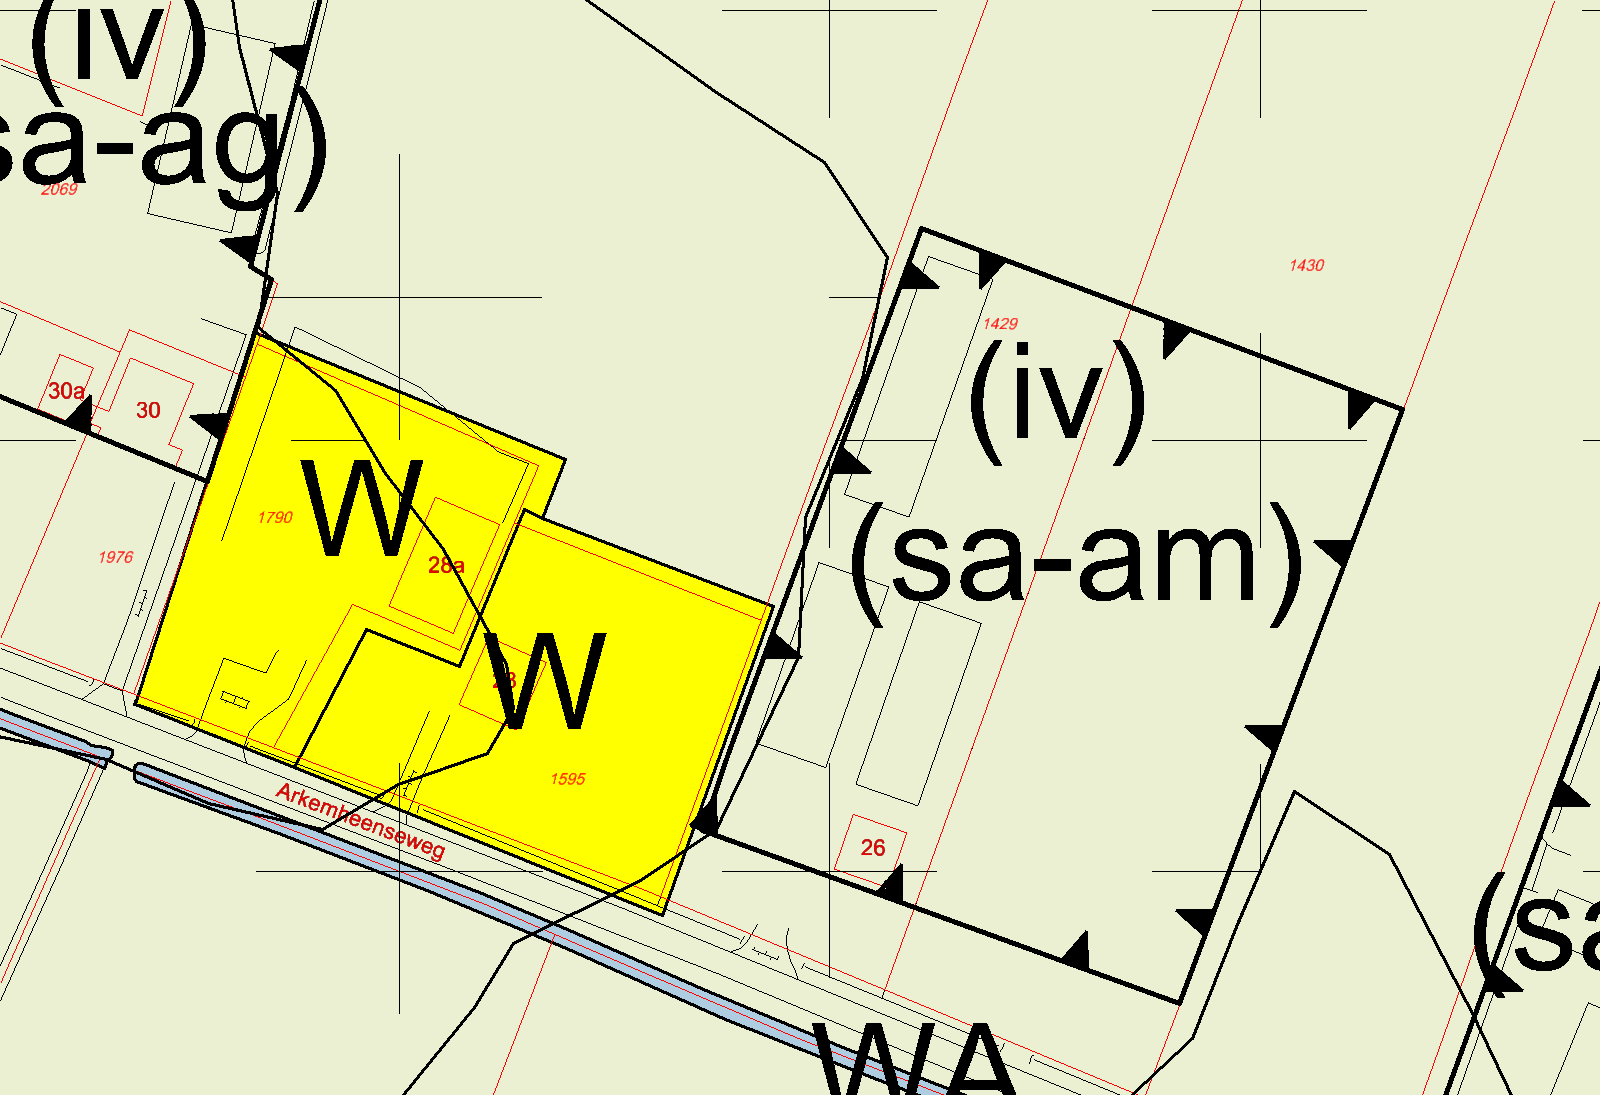 (iv)
sa-ag)
2069
1430
1429
(iv)
30a
30
W
1790
(sa-am)
1976
28a
W
28
1595
Arkemheenseweg
26
(sa
WA